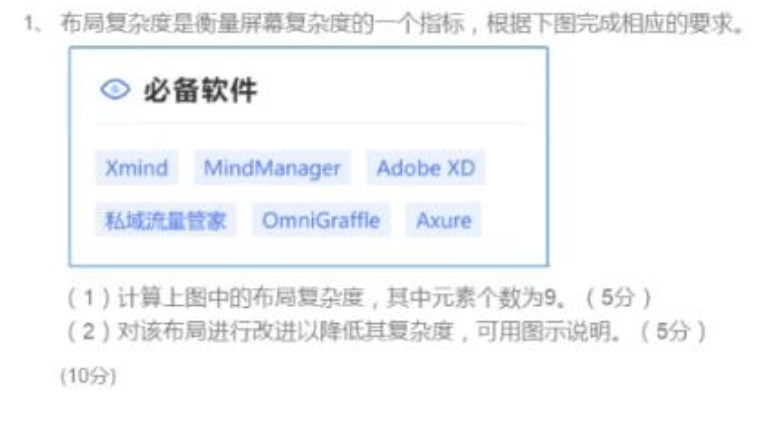 1、布局复杂度是衡量屏幕复杂度的一个指标，根据下图完成相应的要求。
必备软件
Xmind MindManager Adobe XD
私域流量管家 OmniGraffle Axure
（1）计算上图中的布局复杂度，其中元素个数为9。（5分）
（2）对该布局进行改进以降低其复杂度，可用图示说明。（5分）
(10分)